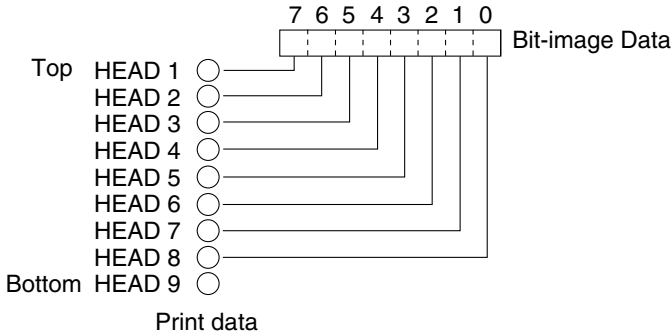 7 6 5 4 3 2 1 0
Bit-image Data
Top HEAD 1
HEAD 2
HEAD 3
HEAD 4
HEAD 5
HEAD 6
HEAD 7
HEAD 8
Bottom HEAD 9
Print data